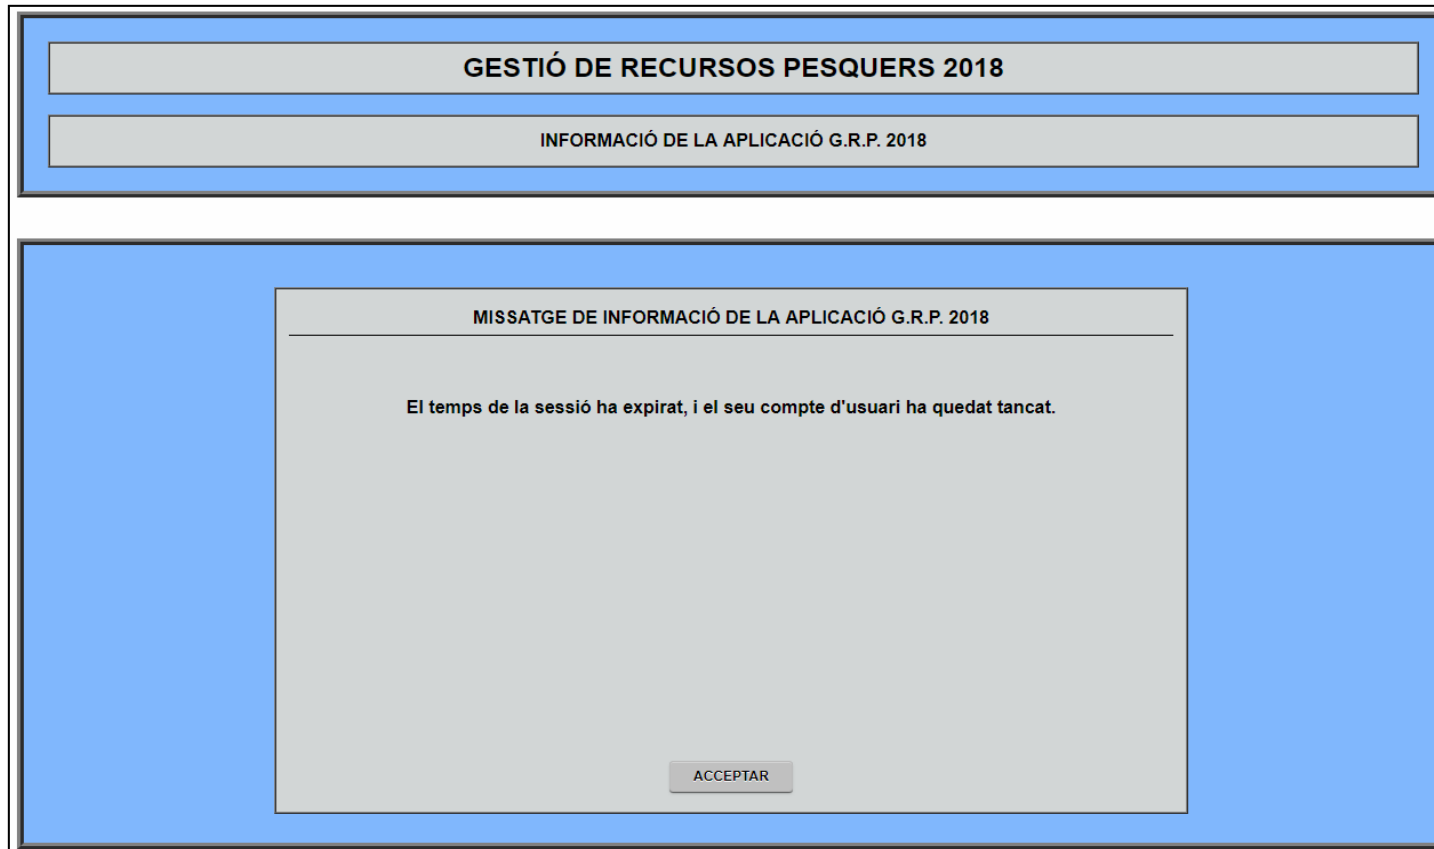 GESTIÓ DE RECURSOS PESQUERS 2018
INFORMACIÓ DE LA APLICACIÓ G.R.P. 2018
MISSATGE DE INFORMACIÓ DE LA APLICACIÓ G.R.P. 2018
El temps de la sessió ha expirat, i el seu compte d'usuari ha quedat tancat.
ACCEPTAR